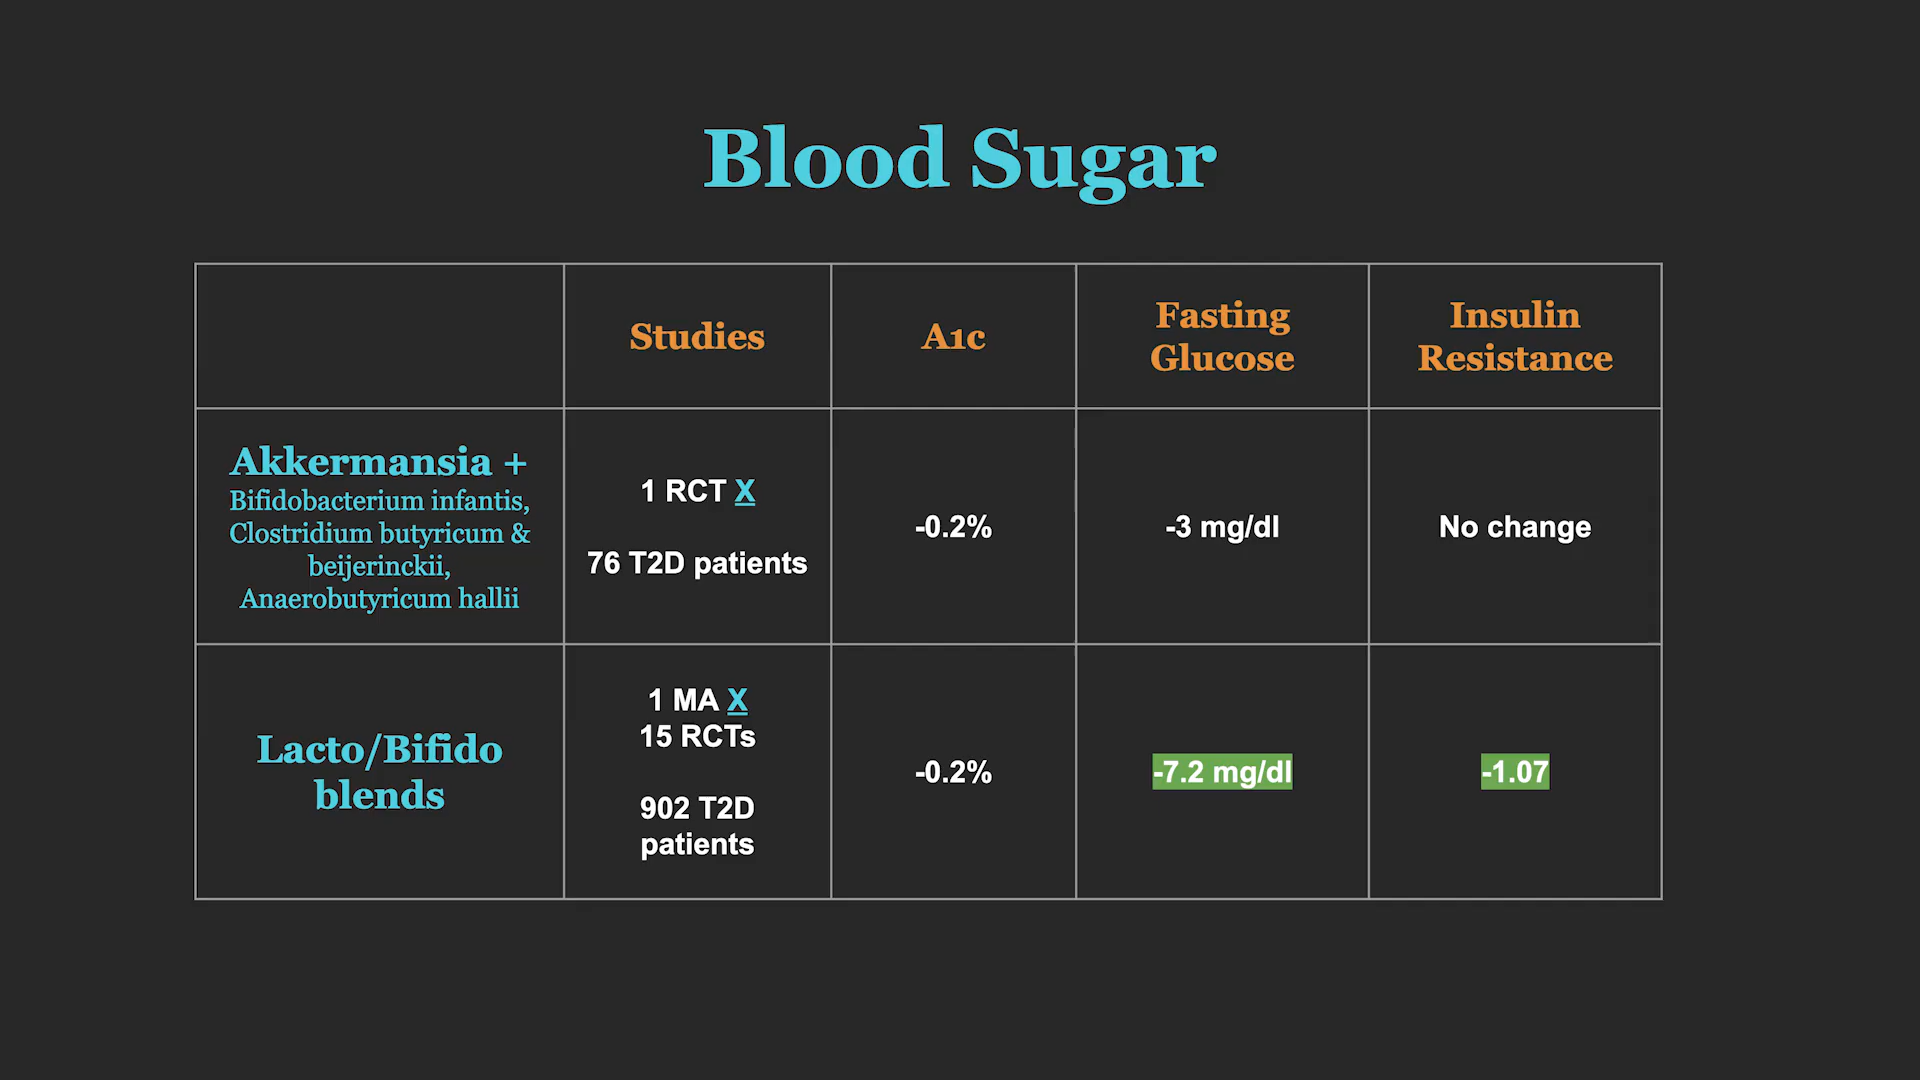 Blood Sugar
Studies
A1c
Fasting
Glucose
Insulin
Resistance
Akkermansia +
Bifidobacterium infantis,
Clostridium butyricum &
beijerinckii,
Anaerobutyricum hallii
1 RCT X
76 T2D patients
-0.2%
-3 mg/dl
No change
Lacto/Bifido
blends
1 MA X
15 RCTs
902 T2D
patients
-0.2%
-7.2 mg/dl
-1.07